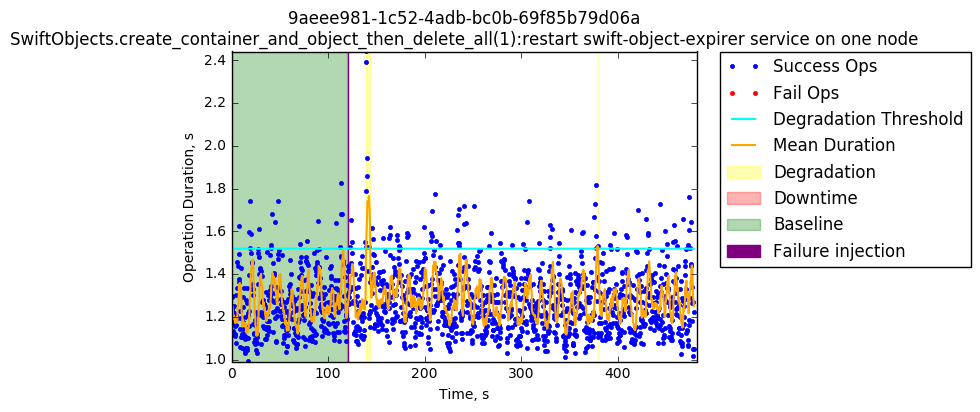 9aeee981-1c52-4adb-bc0b-69f85b79d06a
SwiftObjects.create_container_and_object_then_delete_all(1):restart swift-object-expirer service on one node
2.4
2.2
2.0
1.8
1.6
1.4
1.2
1.0
Operation Duration, s
0
100
200
300
400
Time, s
Success Ops
Fail Ops
Degradation Threshold
Mean Duration
Degradation
Downtime
Baseline
Failure injection